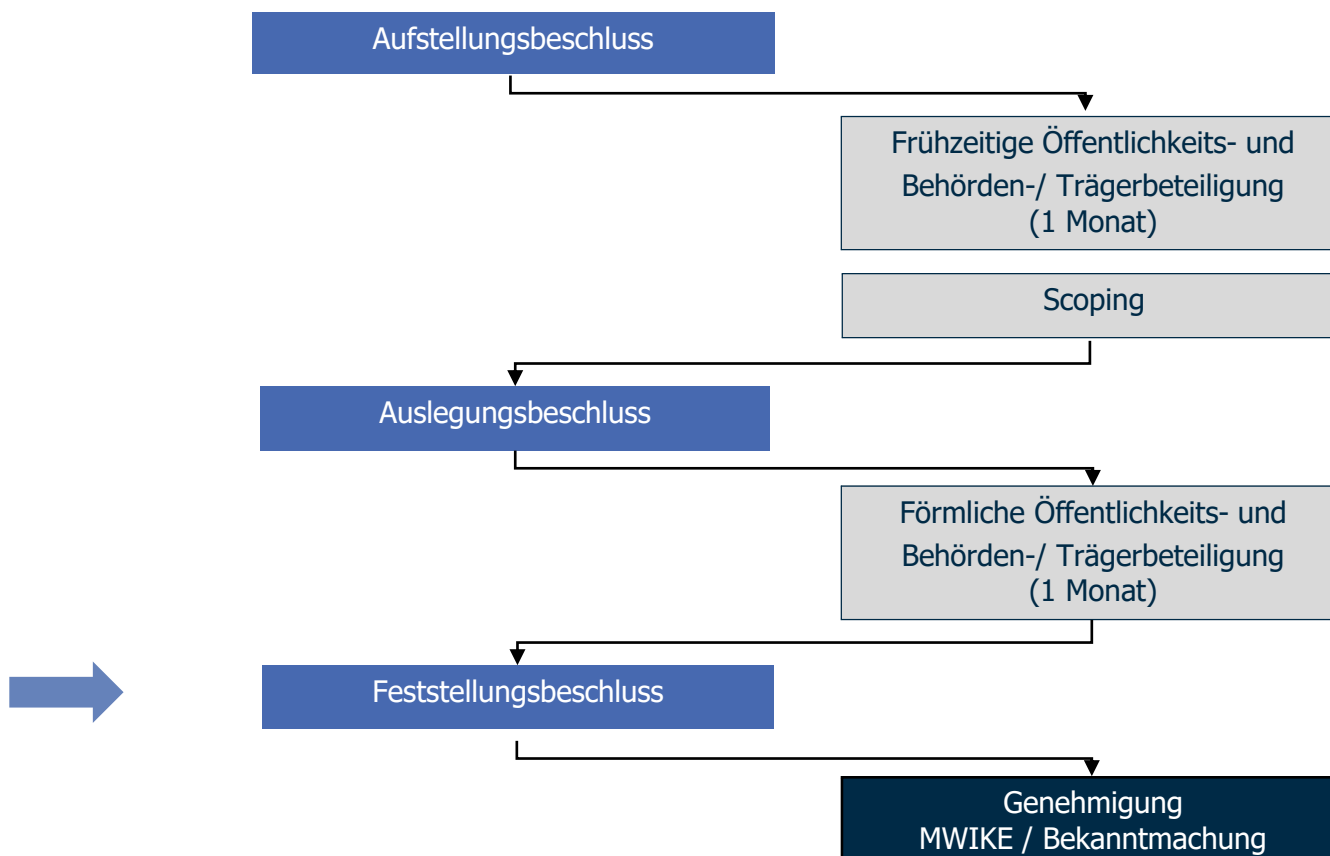 Aufstellungsbeschluss
Frühzeitige Öffentlichkeits- und
Behörden-/ Trägerbeteiligung
(1 Monat)
Scoping
Auslegungsbeschluss
Förmliche Öffentlichkeits- und
Behörden-/ Trägerbeteiligung
(1 Monat)
Feststellungsbeschluss
Genehmigung
MWIKE / Bekanntmachung